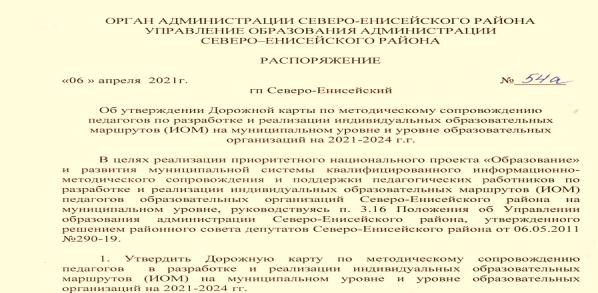 ОРГАН АДМИНИСТРАЦИИ СЕВЕРО-ЕНИСЕЙСКОГО РАЙОНА
УПРАВЛЕНИЕ ОБРАЗОВАНИЯ АДМИНИСТРАЦИИ
СЕВЕРО–ЕНИСЕЙСКОГО РАЙОНА
РАСПОРЯЖЕНИЕ
«06 » апреля 2021г. № 54а
гп Северо-Енисейский
Об утверждении Дорожной карты по методическому сопровождению
педагогов по разработке и реализации индивидуальных образовательных
маршрутов (ИОМ) на муниципальном уровне и уровне образовательных
организаций на 2021-2024 г.г.
В целях реализации приоритетного национального проекта «Образование»
и развития муниципальной системы квалифицированного информационно-
методического сопровождения и поддержки педагогических работников по
разработке и реализации индивидуальных образовательных маршрутов (ИОМ)
педагогов образовательных организаций Северо-Енисейского района на
муниципальном уровне, руководствуясь п. 3.16 Положения об Управлении
образования администрации Северо-Енисейского района, утвержденного
решением районного совета депутатов Северо-Енисейского района от 06.05.2011
№290-19.
1. Утвердить Дорожную карту по методическому сопровождению
педагогов в разработке и реализации индивидуальных образовательных
маршрутов (ИОМ) на муниципальном уровне и уровне образовательных
организаций на 2021-2024 гг.